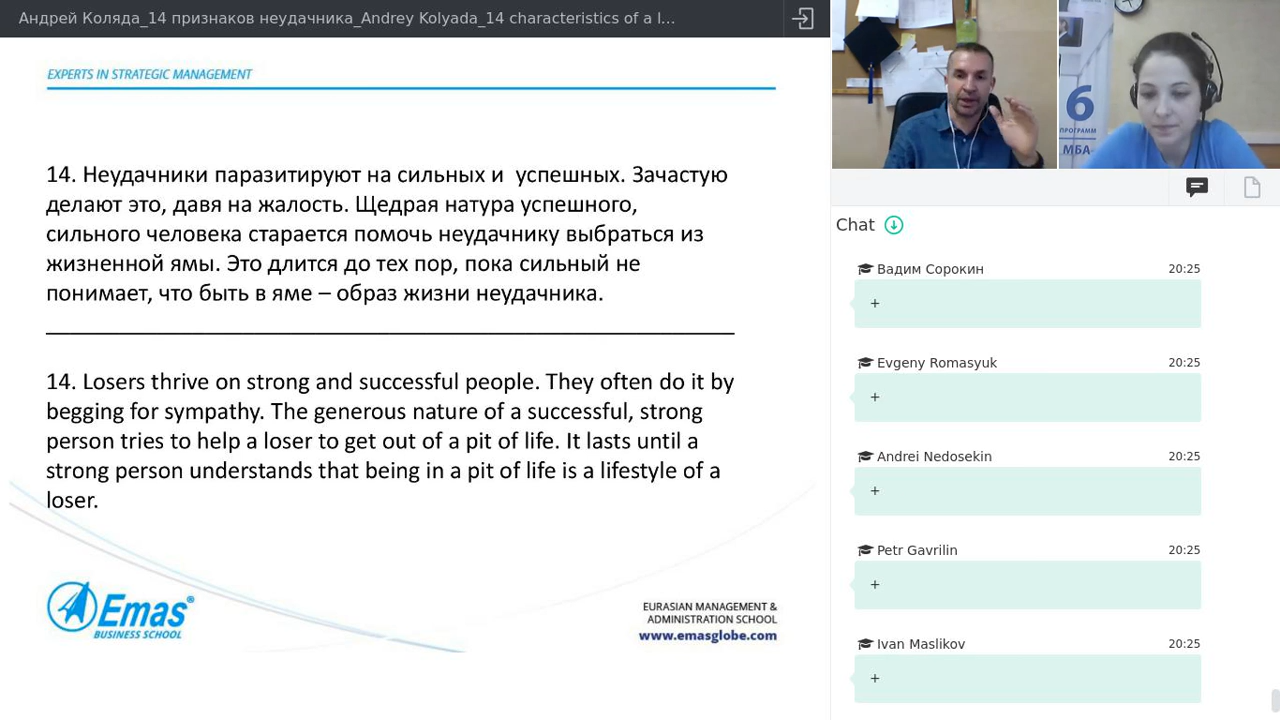 Андрей Коляда_14 признаков неудачника_Andrey Kolyada_14 characteristics of a l...
EXPERTS IN STRATEGIC MANAGEMENT
14. Неудачники паразитируют на сильных и  успешных. Зачастую
делают это, давя на жалость. Щедрая натура успешного,
сильного человека старается помочь неудачнику выбраться из
жизненной ямы. Это длится до тех пор, пока сильный не
понимает, что быть в яме – образ жизни неудачника.
14. Losers thrive on strong and successful people. They often do it by
begging for sympathy. The generous nature of a successful, strong
person tries to help a loser to get out of a pit of life. It lasts until a
strong person understands that being in a pit of life is a lifestyle of a
loser.
Emas®
BUSINESS SCHOOL
EURASIAN MANAGEMENT &
ADMINISTRATION SCHOOL
www.emasglobe.com
6
ПРОГРАММ
МБА-
Chat
Вадим Сорокин 20:25
+
Evgeny Romasyuk 20:25
+
Andrei Nedosekin 20:25
+
Petr Gavrilin 20:25
+
Ivan Maslikov 20:25
+